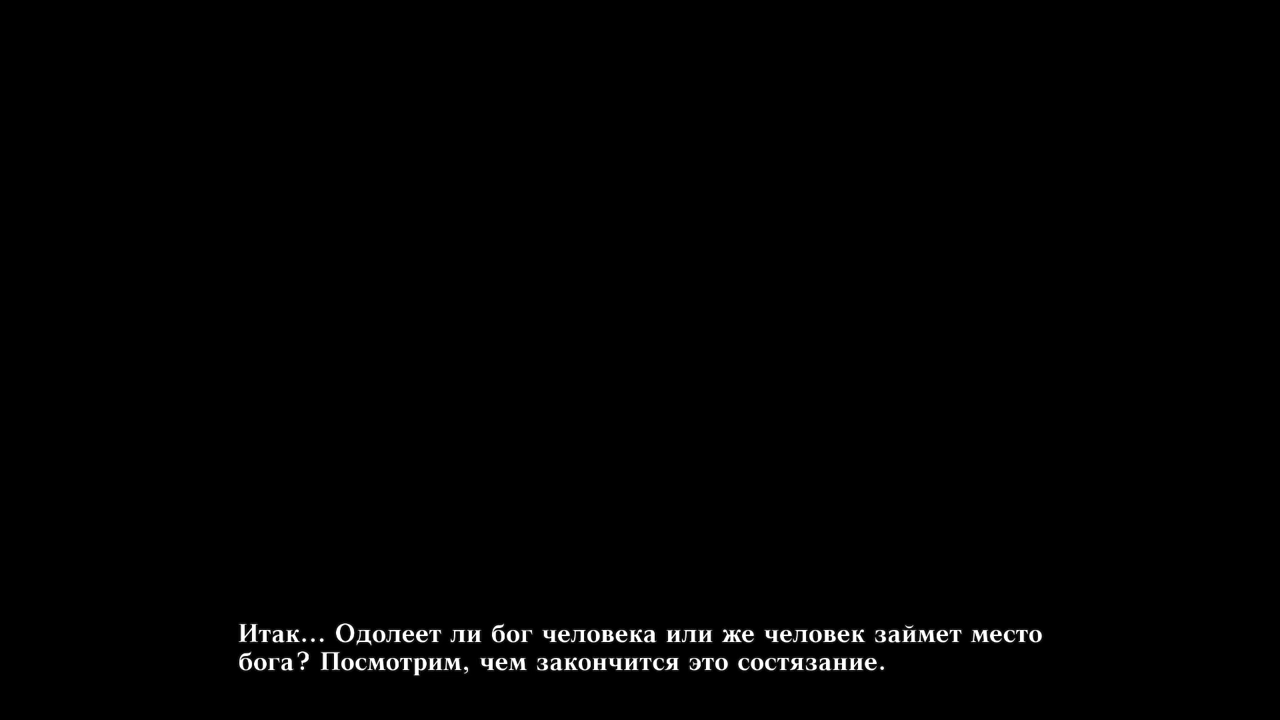 Итак... Одолеет ли бог человека или же человек займет место
бога? Посмотрим, чем закончится это состязание.